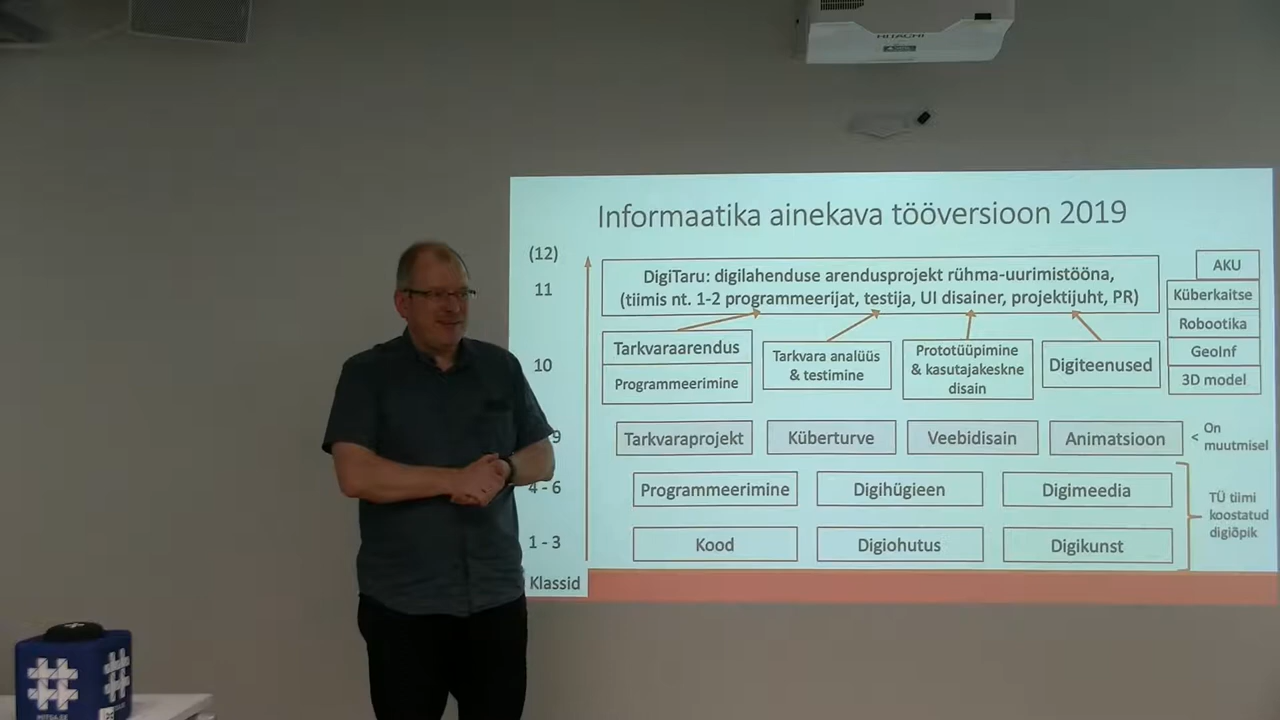 HITACHI
Informaatika ainekava tööversioon 2019
(12)
11
10
9
4 - 6
1 - 3
Klassid
DigiTaru: digilahenduse arendusprojekt rühma-uurimistööna,
(tiimis nt. 1-2 programmeerijat, testija, UI disainer, projektijuht, PR)
AKU
Küberkaitse
Robootika
GeoInf
3D model
Tarkvaraarendus
Programmeerimine
Tarkvara analüüs
& testimine
Prototüüpimine
& kasutajakeskne
disain
Digiteenused
Tarkvaraprojekt
Küberturve
Veebidisain
Animatsioon
< On
muutmisel
Programmeerimine
Digihügieen
Digimeedia
Kood
Digiohutus
Digikunst
TÜ tiimi
koostatud
digiõpik